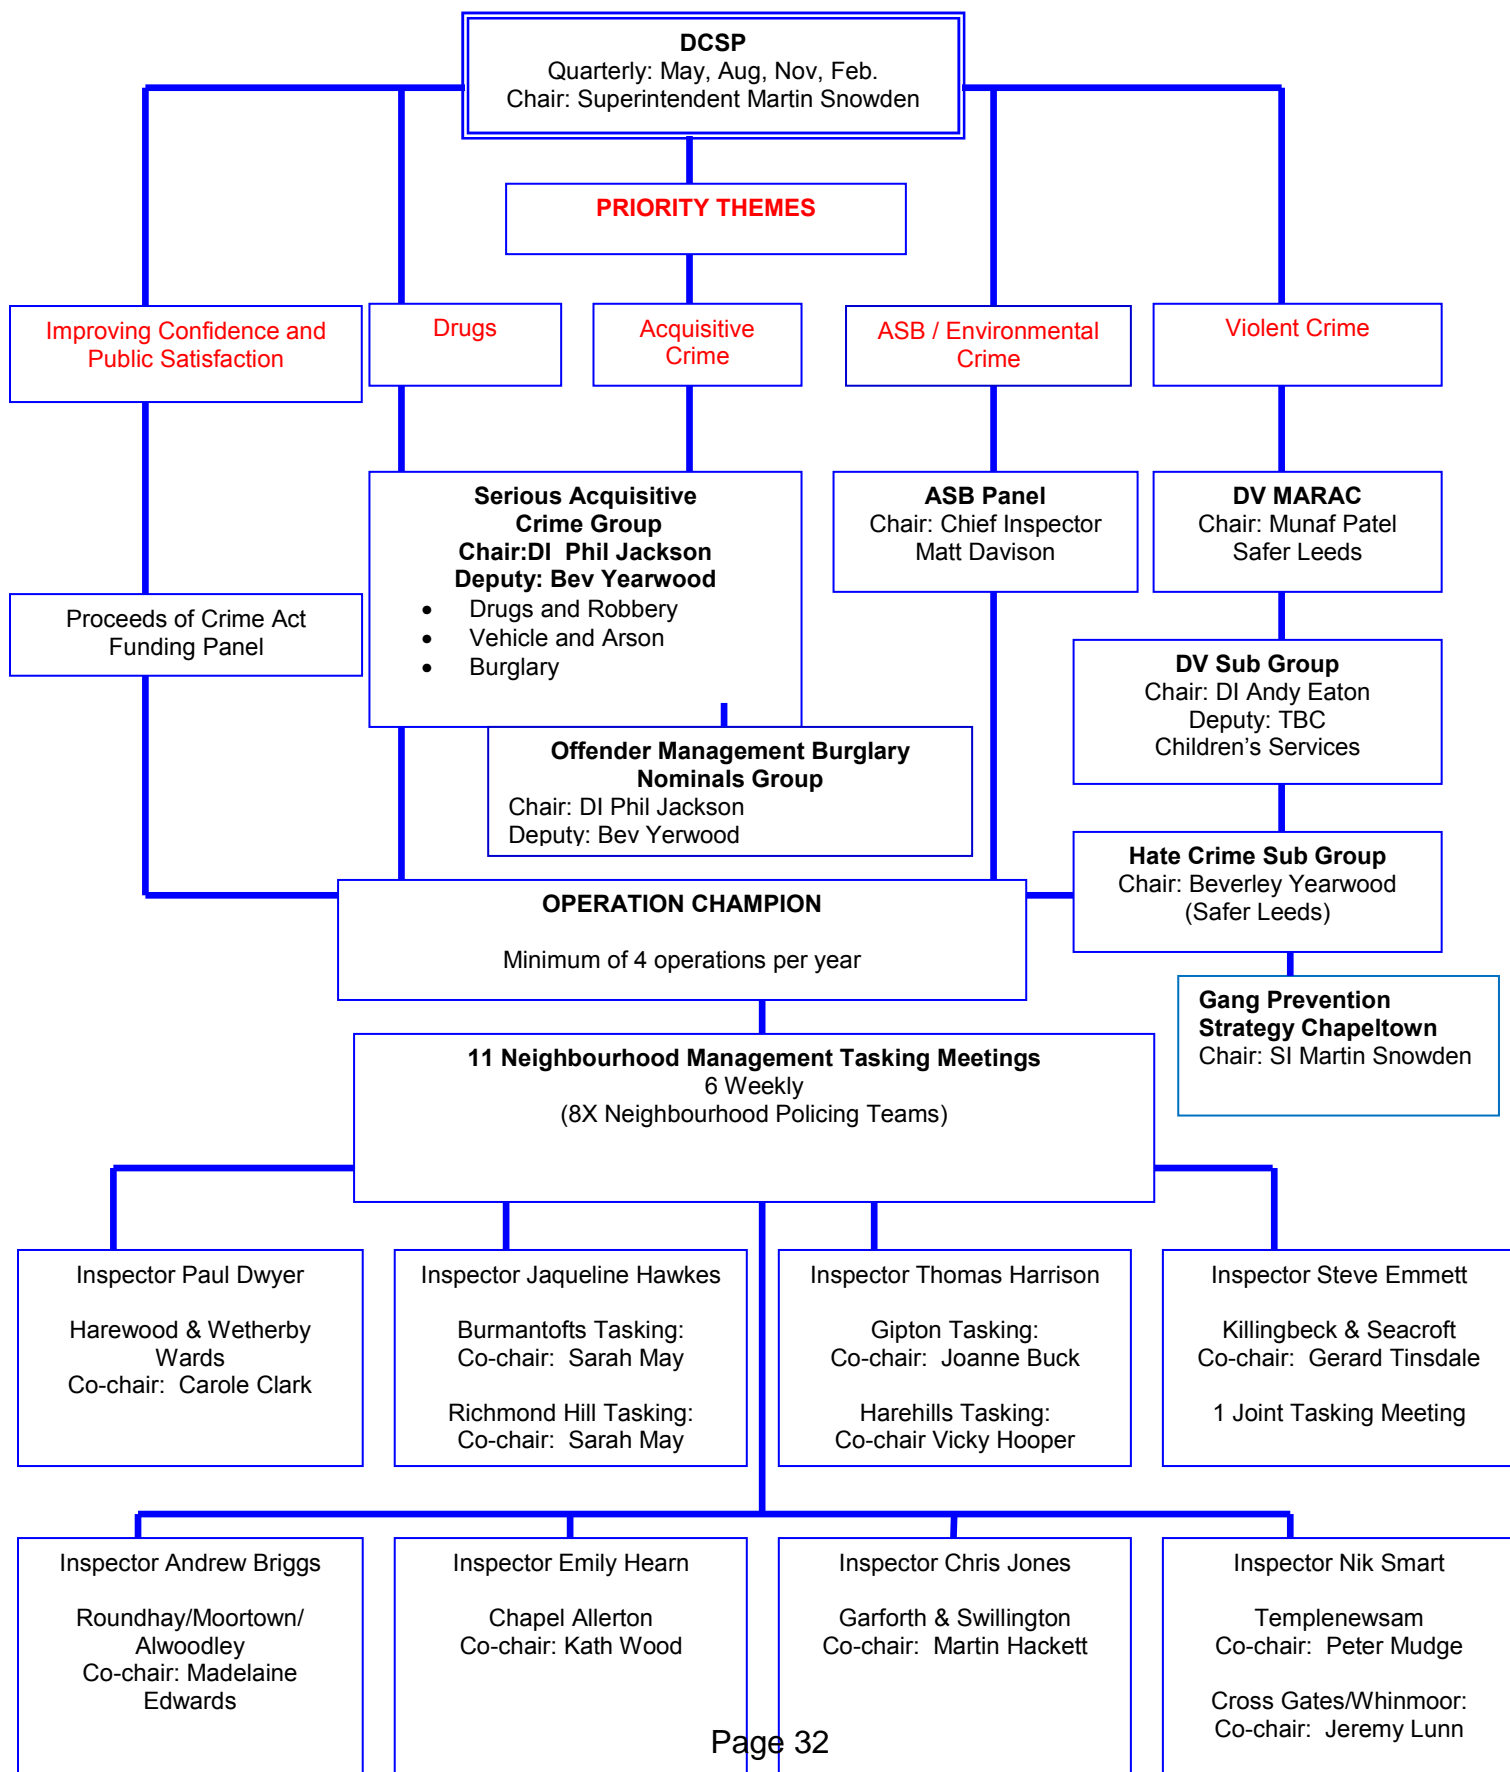 DCSP
Quarterly: May, Aug, Nov, Feb.
Chair: Superintendent Martin Snowden
PRIORITY THEMES
Improving Confidence and
Public Satisfaction
Drugs
Acquisitive
Crime
ASB / Environmental
Crime
Violent Crime
Serious Acquisitive
Crime Group
Chair:DI  Phil Jackson
Deputy: Bev Yearwood
• Drugs and Robbery
• Vehicle and Arson
• Burglary
ASB Panel
Chair: Chief Inspector
Matt Davison
DV MARAC
Chair: Munaf Patel
Safer Leeds
Proceeds of Crime Act
Funding Panel
DV Sub Group
Chair: DI Andy Eaton
Deputy: TBC
Children’s Services
Offender Management Burglary
Nominals Group
Chair: DI Phil Jackson
Deputy: Bev Yerwood
Hate Crime Sub Group
Chair: Beverley Yearwood
(Safer Leeds)
OPERATION CHAMPION
Minimum of 4 operations per year
Gang Prevention
Strategy Chapeltown
Chair: SI Martin Snowden
11 Neighbourhood Management Tasking Meetings
6 Weekly
(8X Neighbourhood Policing Teams)
Inspector Paul Dwyer
Harewood & Wetherby
Wards
Co-chair:  Carole Clark
Inspector Jaqueline Hawkes
Burmantofts Tasking:
Co-chair:  Sarah May
Richmond Hill Tasking:
Co-chair:  Sarah May
Inspector Thomas Harrison
Gipton Tasking:
Co-chair:  Joanne Buck
Harehills Tasking:
Co-chair Vicky Hooper
Inspector Steve Emmett
Killingbeck & Seacroft
Co-chair:  Gerard Tinsdale
1 Joint Tasking Meeting
Inspector Andrew Briggs
Roundhay/Moortown/
Alwoodley
Co-chair: Madelaine
Edwards
Inspector Emily Hearn
Chapel Allerton
Co-chair: Kath Wood
Inspector Chris Jones
Garforth & Swillington
Co-chair:  Martin Hackett
Inspector Nik Smart
Templenewsam
Co-chair:  Peter Mudge
Cross Gates/Whinmoor:
Co-chair:  Jeremy Lunn
Page 32